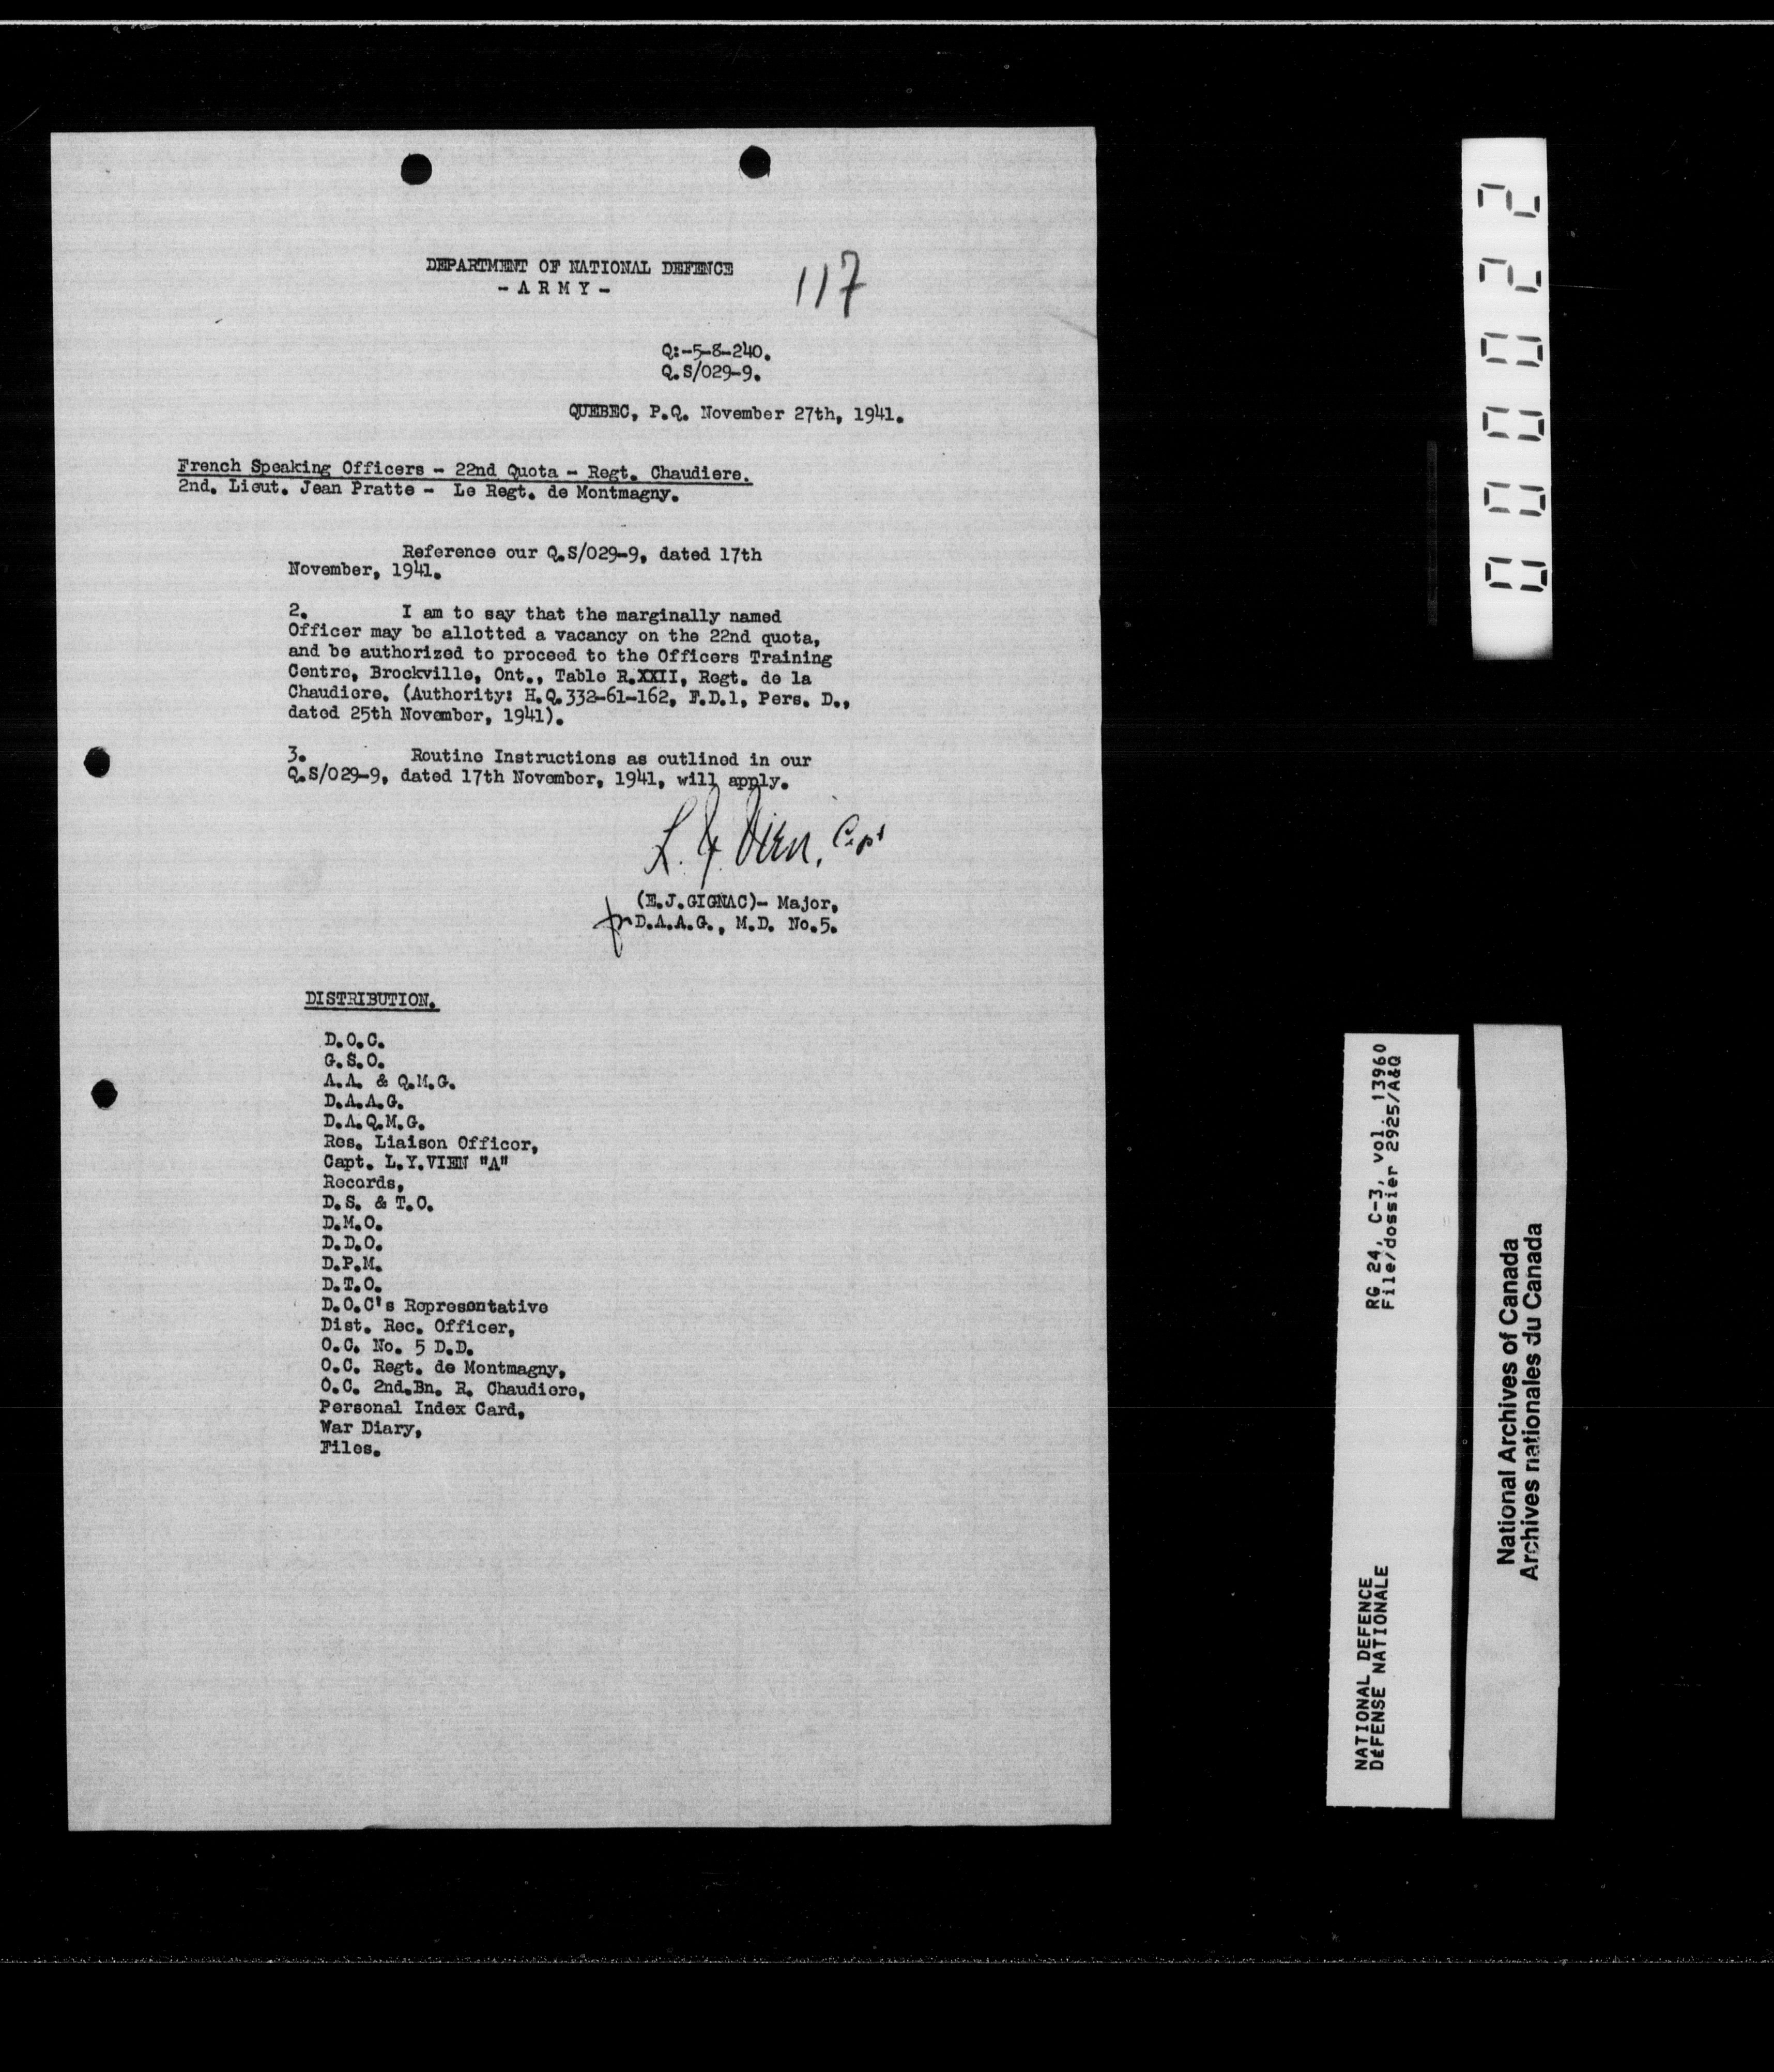 DEPARTMENT OF NATIONAL DEFENCE
- A R M Y -
117
Q:-5-8-240.
Q.S/029-9.
QUEBEC, P.Q. November 27th, 1941.
French Speaking Officers - 22nd Quota - Regt. Chaudiere.
2nd. Lieut. Jean Pratte - Le Regt. de Montmagny.
Reference our Q.S/029-9, dated 17th
November, 1941.
2. I am to say that the marginally named
Officer may be allotted a vacancy on the 22nd quota,
and be authorized to proceed to the Officers Training
Centre, Brockville, Ont., Table R.XXII, Regt. de la
Chaudiere. (Authority: H.Q.332-61-162, F.D.1, Pers. D.,
dated 25th November, 1941).
3. Routine Instructions as outlined in our
Q.S/029-9, dated 17th November, 1941, will apply.
L. Y. Vien, Capt
(E.J.GIGNAC)- Major,
for D.A.A.G., M.D. No.5.
DISTRIBUTION.
D.O.C.
G.S.O.
A.A. & Q.M.G.
D.A.A.G.
D.A.Q.M.G.
Res. Liaison Officer,
Capt. L.Y.VIEN "A"
Records,
D.S. & T.O.
D.M.O.
D.D.O.
D.P.M.
D.T.O.
D.O.C's Representative
Dist. Rec. Officer,
O.C. No. 5 D.D.
O.C. Regt. de Montmagny,
O.C. 2nd.Bn. R. Chaudiere,
Personal Index Card,
War Diary,
Files.
000022
RG 24, C-3, vol. 13960
File/dossier 2925/A&Q
NATIONAL DEFENCE
DÉFENSE NATIONALE
National Archives of Canada
Archives nationales du Canada